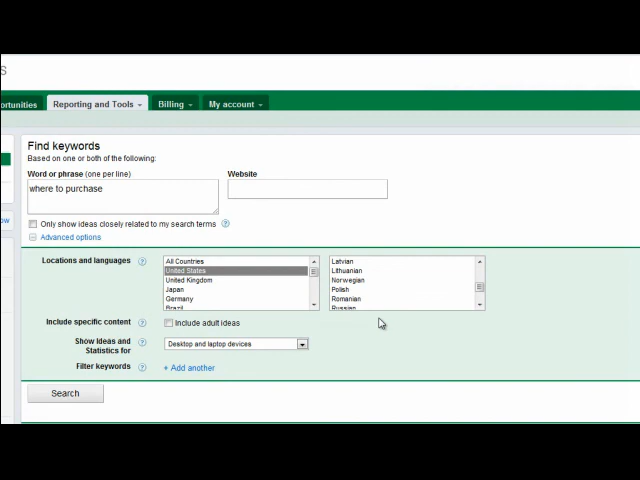 s
ortunities Reporting and Tools Billing My account
Find keywords
Based on one or both of the following:
Word or phrase (one per line) Website
where to purchase
Only show ideas closely related to my search terms ?
ow
Advanced options
Locations and languages ? All Countries Latvian
United States Lithuanian
United Kingdom Norwegian
Japan Polish
Germany Romanian
Brazil Russian
Include specific content ? Include adult ideas
Show Ideas and
Statistics for ? Desktop and laptop devices
Filter keywords ? + Add another
Search